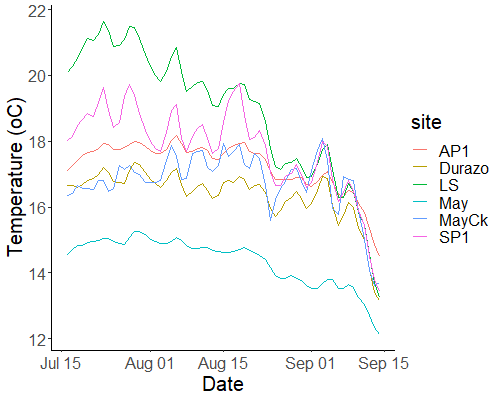 22
20
18
16
14
12
Temperature (oC)
Jul 15
Aug 01
Aug 15
Sep 01
Sep 15
Date
site
AP1
Durazo
LS
May
MayCk
SP1